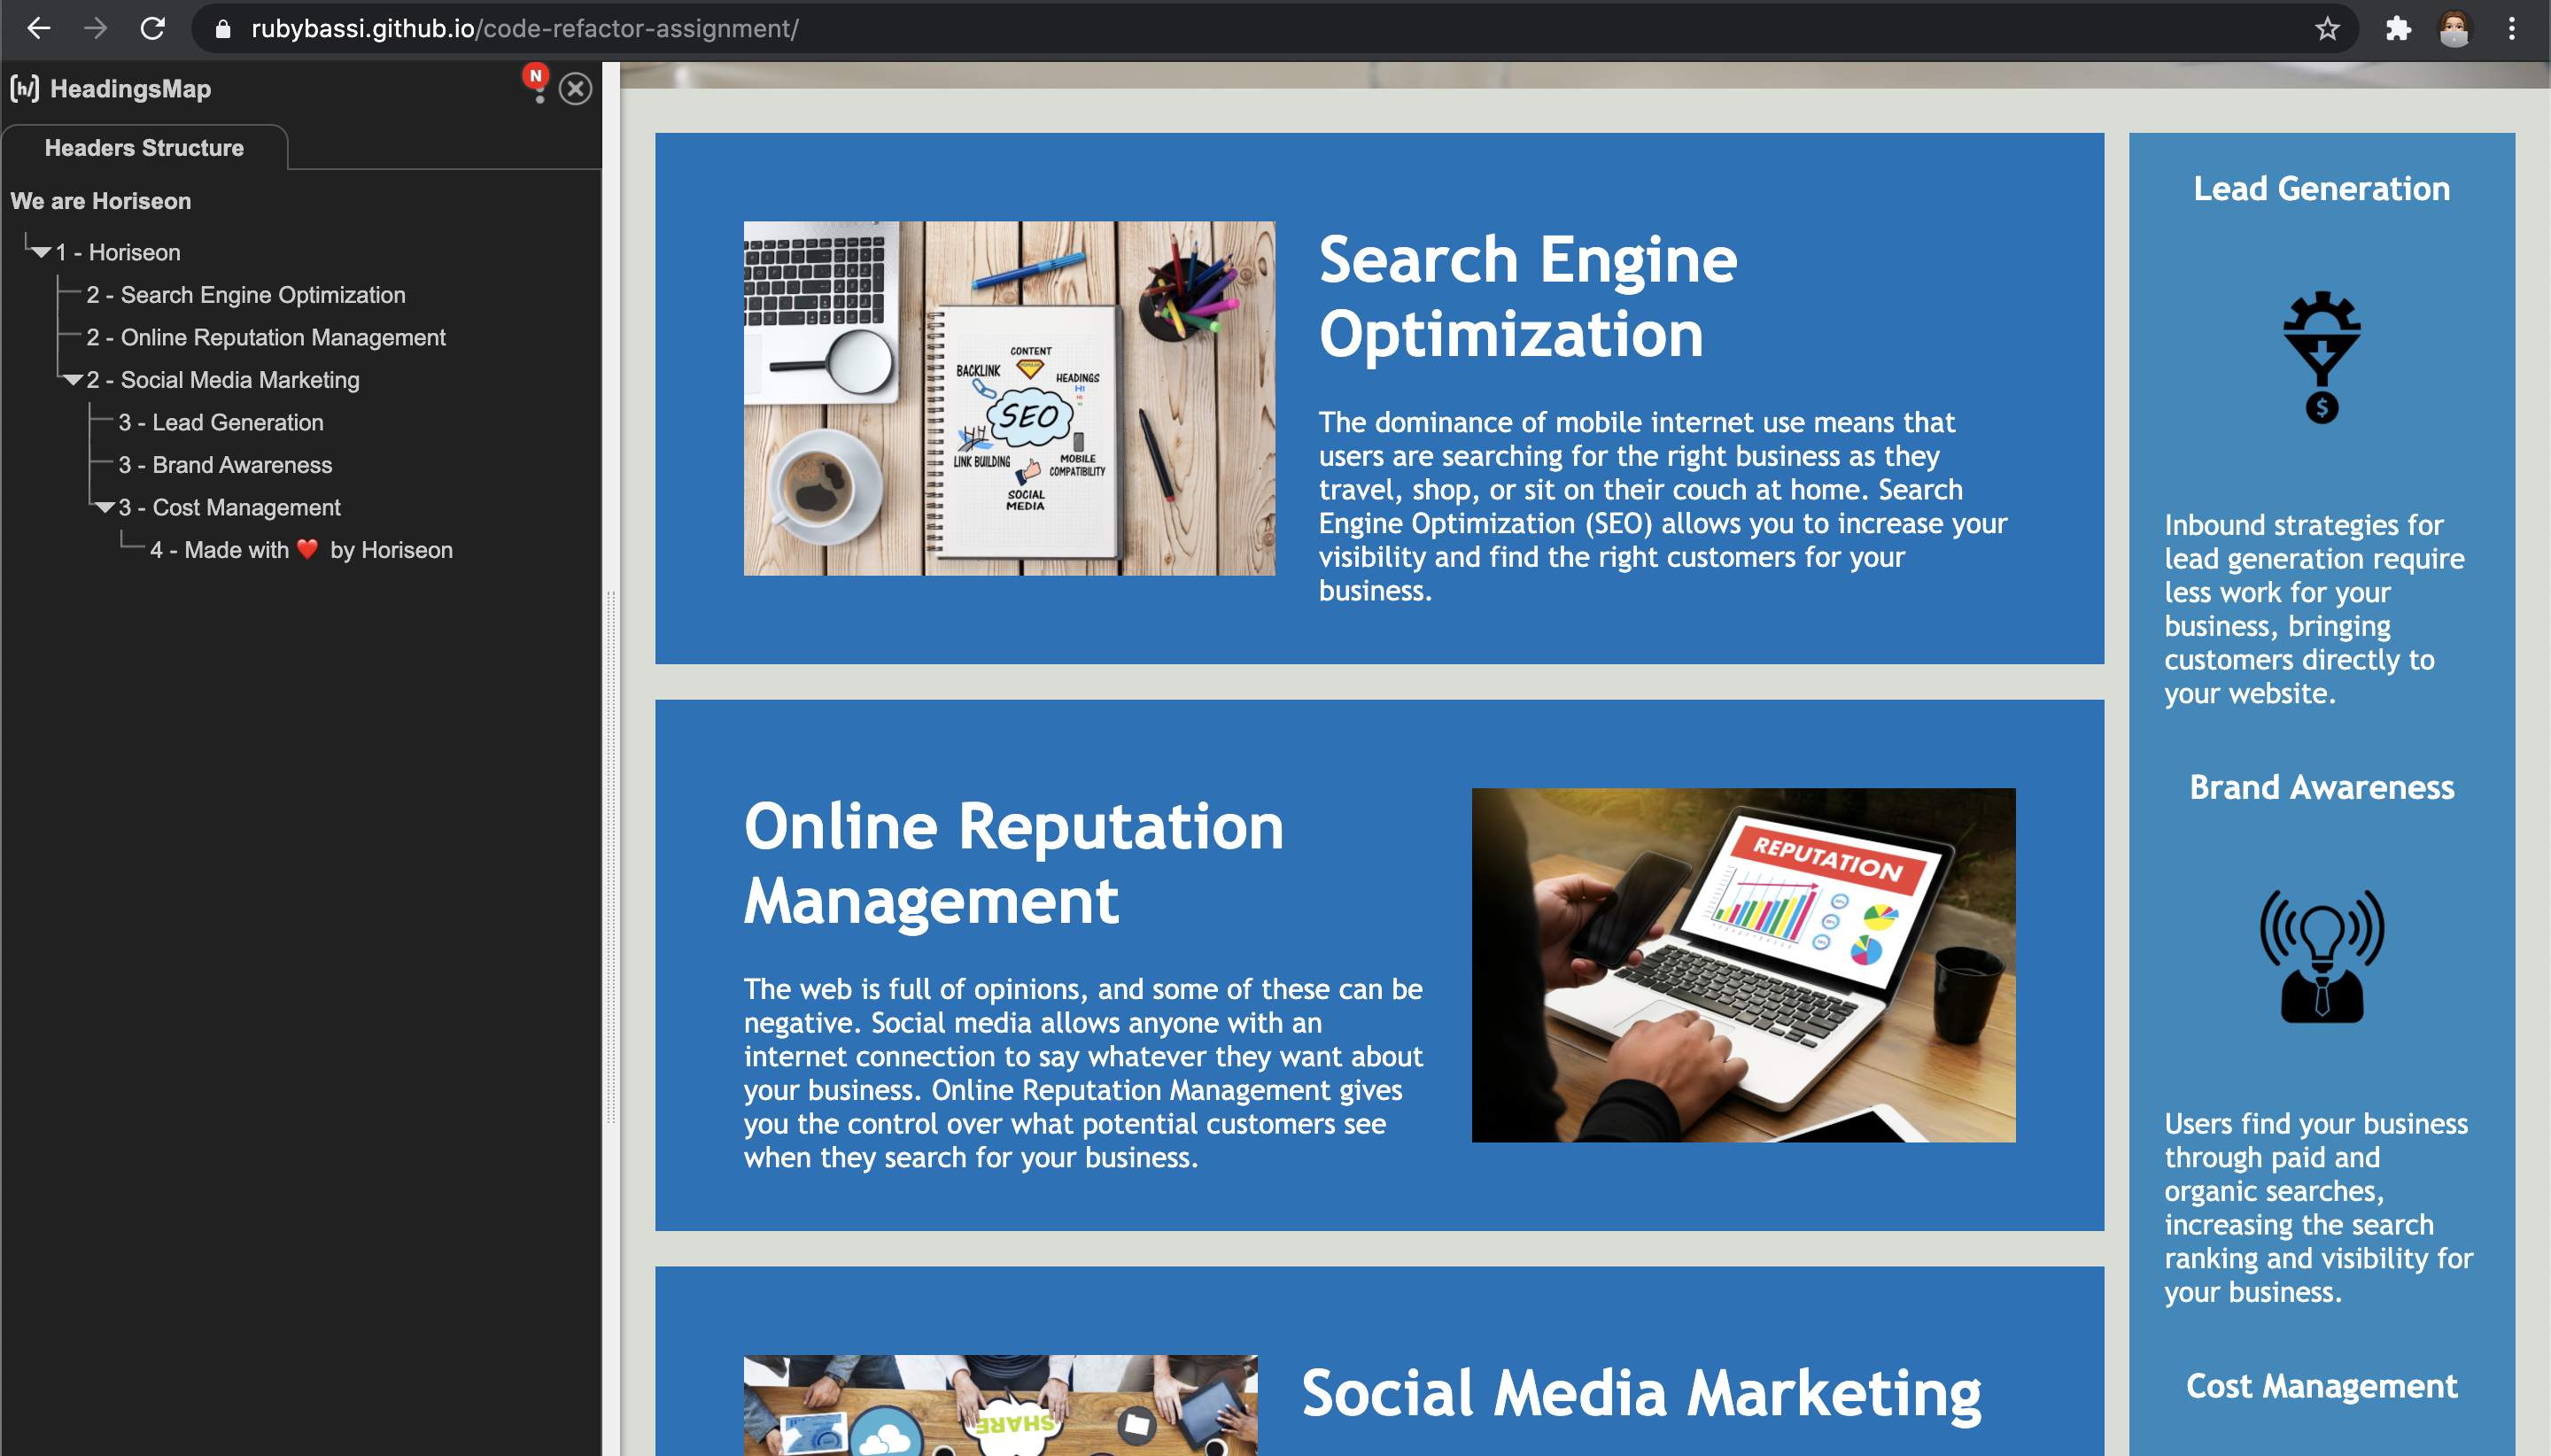 rubybassi.github.io/code-refactor-assignment/
HeadingsMap
N
Headers Structure
We are Horiseon
1 - Horiseon
2 - Search Engine Optimization
2 - Online Reputation Management
2 - Social Media Marketing
3 - Lead Generation
3 - Brand Awareness
3 - Cost Management
4 - Made with ❤️ by Horiseon
CONTENT
BACKLINK
HEADINGS
H1
SEO
LINK BUILDING
MOBILE
COMPATIBILITY
SOCIAL
MEDIA
Search Engine
Optimization
The dominance of mobile internet use means that
users are searching for the right business as they
travel, shop, or sit on their couch at home. Search
Engine Optimization (SEO) allows you to increase your
visibility and find the right customers for your
business.
Online Reputation
Management
The web is full of opinions, and some of these can be
negative. Social media allows anyone with an
internet connection to say whatever they want about
your business. Online Reputation Management gives
you the control over what potential customers see
when they search for your business.
REPUTATION
SHARE
Social Media Marketing
Lead Generation
$
Inbound strategies for
lead generation require
less work for your
business, bringing
customers directly to
your website.
Brand Awareness
Users find your business
through paid and
organic searches,
increasing the search
ranking and visibility for
your business.
Cost Management